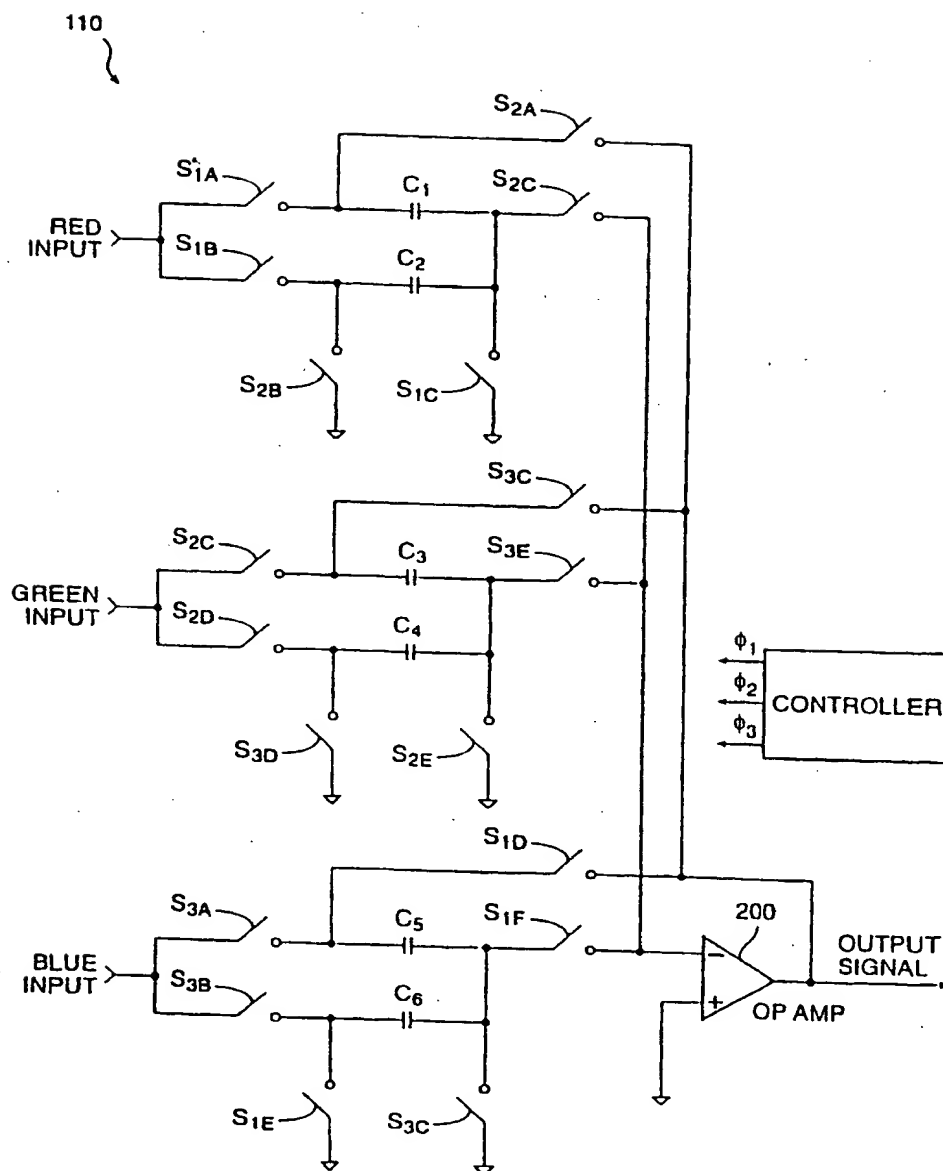 110
S2A
S1A
C1
S2C
RED
INPUT
S1B
C2
S2B
S1C
S3C
S2C
C3
S3E
GREEN
INPUT
S2D
C4
ϕ1
ϕ2
CONTROLLER
ϕ3
S3D
S2E
S1D
S3A
C5
S1F
200
BLUE
INPUT
S3B
C6
−
+
OUTPUT
SIGNAL
OP AMP
S1E
S3C